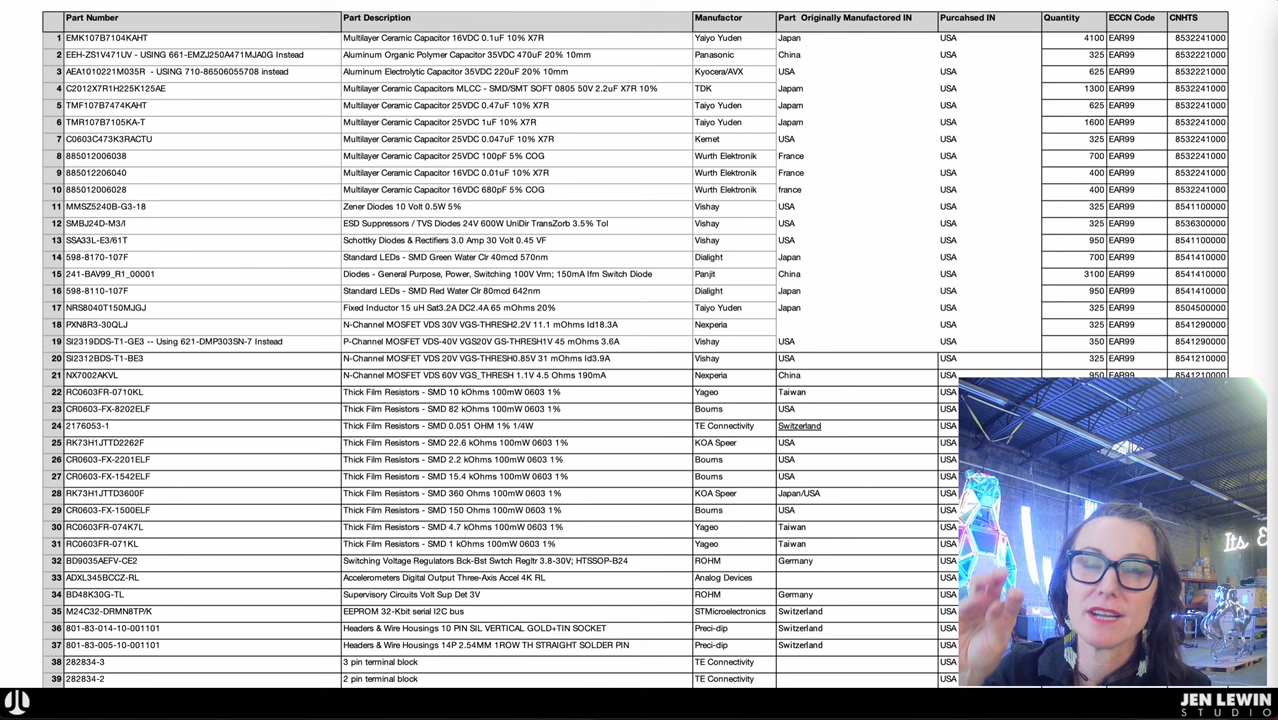 Part Number Part Description Manufactor Part Originally Manufactored IN Purcahsed IN Quantity ECCN Code CNHTS
1 EMK107B7104KAHT Multilayer Ceramic Capacitor 16VDC 0.1uF 10% X7R Yaiyo Yuden Japan USA 4100 EAR99 8532241000
2 EEH-ZS1V471UV - USING 661-EMZJ250A471MJA0G Instead Aluminum Organic Polymer Capacitor 35VDC 470uF 20% 10mm Panasonic China USA 325 EAR99 8532221000
3 AEA1010221M035R - USING 710-86506055708 instead Aluminum Electrolytic Capacitor 35VDC 220uF 20% 10mm Kyocera/AVX USA USA 625 EAR99 8532221000
4 C2012X7R1H225K125AE Multilayer Ceramic Capacitors MLCC - SMD/SMT SOFT 0805 50V 2.2uF X7R 10% TDK Japam USA 1300 EAR99 8532241000
5 TMF107B7474KAHT Multilayer Ceramic Capacitor 25VDC 0.47uF 10% X7R Taiyo Yuden Japam USA 625 EAR99 8532241000
6 TMR107B7105KA-T Multilayer Ceramic Capacitor 25VDC 1uF 10% X7R Taiyo Yuden Japam USA 1600 EAR99 8532241000
7 C0603C473K3RACTU Multilayer Ceramic Capacitor 25VDC 0.047uF 10% X7R Kemet USA USA 325 EAR99 8532241000
8 885012006038 Multilayer Ceramic Capacitor 25VDC 100pF 5% COG Wurth Elektronik France USA 700 EAR99 8532241000
9 885012206040 Multilayer Ceramic Capacitor 16VDC 0.01uF 10% X7R Wurth Elektronik France USA 400 EAR99 8532241000
10 885012006028 Multilayer Ceramic Capacitor 16VDC 680pF 5% COG Wurth Elektronik france USA 400 EAR99 8532241000
11 MMSZ5240B-G3-18 Zener Diodes 10 Volt 0.5W 5% Vishay USA USA 325 EAR99 8541100000
12 SMBJ24D-M3/I ESD Suppressors / TVS Diodes 24V 600W UniDir TransZorb 3.5% Tol Vishay USA USA 325 EAR99 8536300000
13 SSA33L-E3/61T Schottky Diodes & Rectifiers 3.0 Amp 30 Volt 0.45 VF Vishay USA USA 950 EAR99 8541100000
14 598-8170-107F Standard LEDs - SMD Green Water Clr 40mcd 570nm Dialight Japan USA 700 EAR99 8541410000
15 241-BAV99_R1_00001 Diodes - General Purpose, Power, Switching 100V Vrrn; 150mA Ifm Switch Diode Panjit China USA 3100 EAR99 8541410000
16 598-8110-107F Standard LEDs - SMD Red Water Clr 80mcd 642nm Dialight Japan USA 950 EAR99 8541410000
17 NRS8040T150MJGJ Fixed Inductor 15 uH Sat3.2A DC2.4A 65 mOhms 20% Taiyo Yuden Japan USA 325 EAR99 8504500000
18 PXN8R3-30QLJ N-Channel MOSFET VDS 30V VGS-THRESH2.2V 11.1 mOhms Id18.3A Nexperia USA 325 EAR99 8541290000
19 SI2319DDS-T1-GE3 -- Using 621-DMP303SN-7 Instead P-Channel MOSFET VDS-40V VGS20V GS-THRESH1V 45 mOhms 3.6A Vishay USA USA 350 EAR99 8541290000
20 SI2312BDS-T1-BE3 N-Channel MOSFET VDS 20V VGS-THRESH0.85V 31 mOhms Id3.9A Vishay USA USA 325 EAR99 8541210000
21 NX7002AKVL N-Channel MOSFET VDS 60V VGS_THRESH 1.1V 4.5 Ohms 190mA Nexperia China USA 950 EAR99 8541210000
22 RC0603FR-0710KL Thick Film Resistors - SMD 10 kOhms 100mW 0603 1% Yageo Taiwan USA
23 CR0603-FX-8202ELF Thick Film Resistors - SMD 82 kOhms 100mW 0603 1% Bourns USA USA
24 2176053-1 Thick Film Resistors - SMD 0.051 OHM 1% 1/4W TE Connectivity Switzerland USA
25 RK73H1JTTD2262F Thick Film Resistors - SMD 22.6 kOhms 100mW 0603 1% KOA Speer USA USA
26 CR0603-FX-2201ELF Thick Film Resistors - SMD 2.2 kOhms 100mW 0603 1% Bourns USA USA
27 CR0603-FX-1542ELF Thick Film Resistors - SMD 15.4 kOhms 100mW 0603 1% Bourns USA USA
28 RK73H1JTTD3600F Thick Film Resistors - SMD 360 Ohms 100mW 0603 1% KOA Speer Japan/USA USA
29 CR0603-FX-1500ELF Thick Film Resistors - SMD 150 Ohms 100mW 0603 1% Bourns USA USA
30 RC0603FR-074K7L Thick Film Resistors - SMD 4.7 kOhms 100mW 0603 1% Yageo Taiwan USA
31 RC0603FR-071KL Thick Film Resistors - SMD 1 kOhms 100mW 0603 1% Yageo Taiwan USA
32 BD9035AEFV-CE2 Switching Voltage Regulators Bck-Bst Swtch Regltr 3.8-30V; HTSSOP-B24 ROHM Germany USA
33 ADXL345BCCZ-RL Accelerometers Digital Output Three-Axis Accel 4K RL Analog Devices USA
34 BD48K30G-TL Supervisory Circuits Volt Sup Det 3V ROHM Germany USA
35 M24C32-DRMN8TP/K EEPROM 32-Kbit serial I2C bus STMicroelectronics Switzerland USA
36 801-83-014-10-001101 Headers & Wire Housings 10 PIN SIL VERTICAL GOLD+TIN SOCKET Preci-dip Switzerland USA
37 801-83-005-10-001101 Headers & Wire Housings 14P 2.54MM 1ROW TH STRAIGHT SOLDER PIN Preci-dip Switzerland USA
38 282834-3 3 pin terminal block TE Connectivity USA
39 282834-2 2 pin terminal block TE Connectivity USA
Its
JEN LEWIN
STUDIO